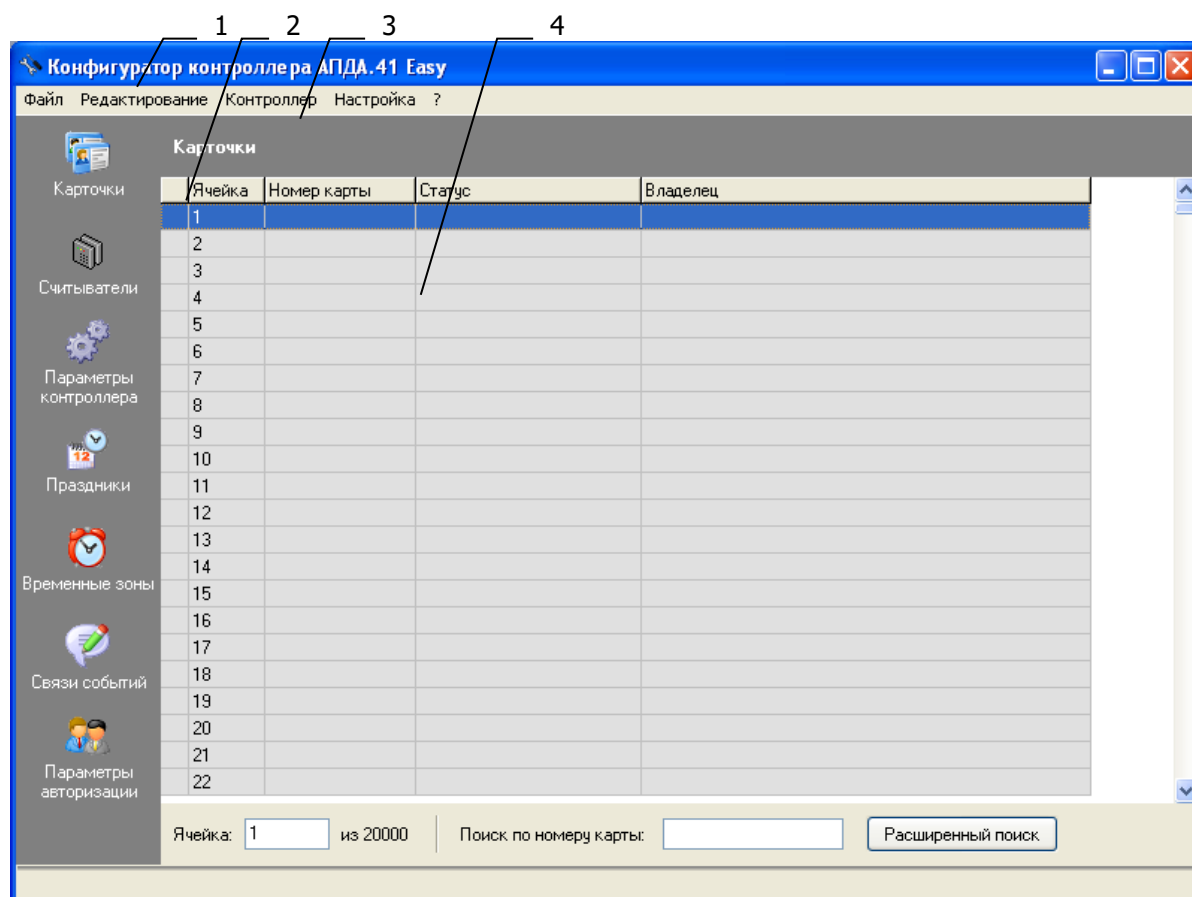 1 2 3 4
Конфигуратор контроллера АПДА.41 Easy
Файл Редактирование Контроллер Настройка ?
Карточки
Карточки
Считыватели
Параметры
контроллера
12
Праздники
Временные зоны
Связи событий
Параметры
авторизации
Ячейка Номер карты Статус Владелец
1
2
3
4
5
6
7
8
9
10
11
12
13
14
15
16
17
18
19
20
21
22
Ячейка: 1 из 20000 Поиск по номеру карты: Расширенный поиск